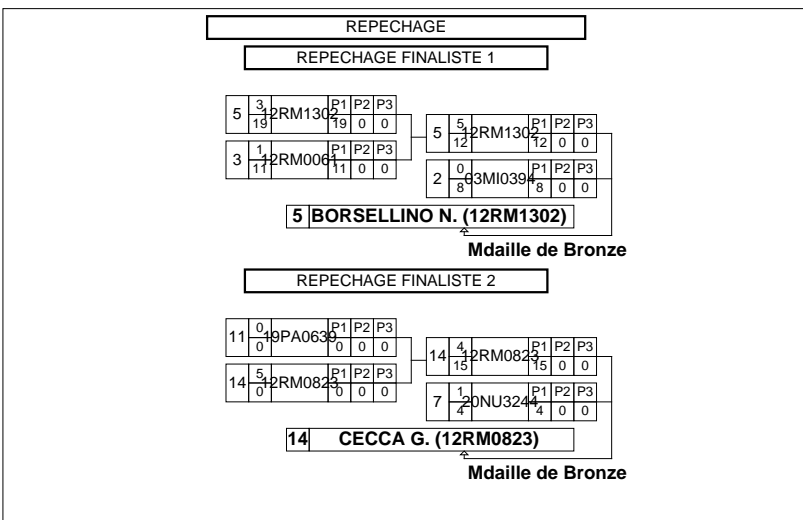 REPECHAGE
REPECHAGE FINALISTE 1
5 3 19 12RM1302 P1 P2 P3 19 0 0
3 1 11 12RM0061 P1 P2 P3 11 0 0
5 5 12 12RM1302 P1 P2 P3 12 0 0
2 0 8 03MI0394 P1 P2 P3 8 0 0
5 BORSELLINO N. (12RM1302)
Mdaille de Bronze
REPECHAGE FINALISTE 2
11 0 0 19PA0639 P1 P2 P3 0 0 0
14 5 0 12RM0823 P1 P2 P3 0 0 0
14 4 15 12RM0823 P1 P2 P3 15 0 0
7 1 4 20NU3244 P1 P2 P3 4 0 0
14 CECCA G. (12RM0823)
Mdaille de Bronze